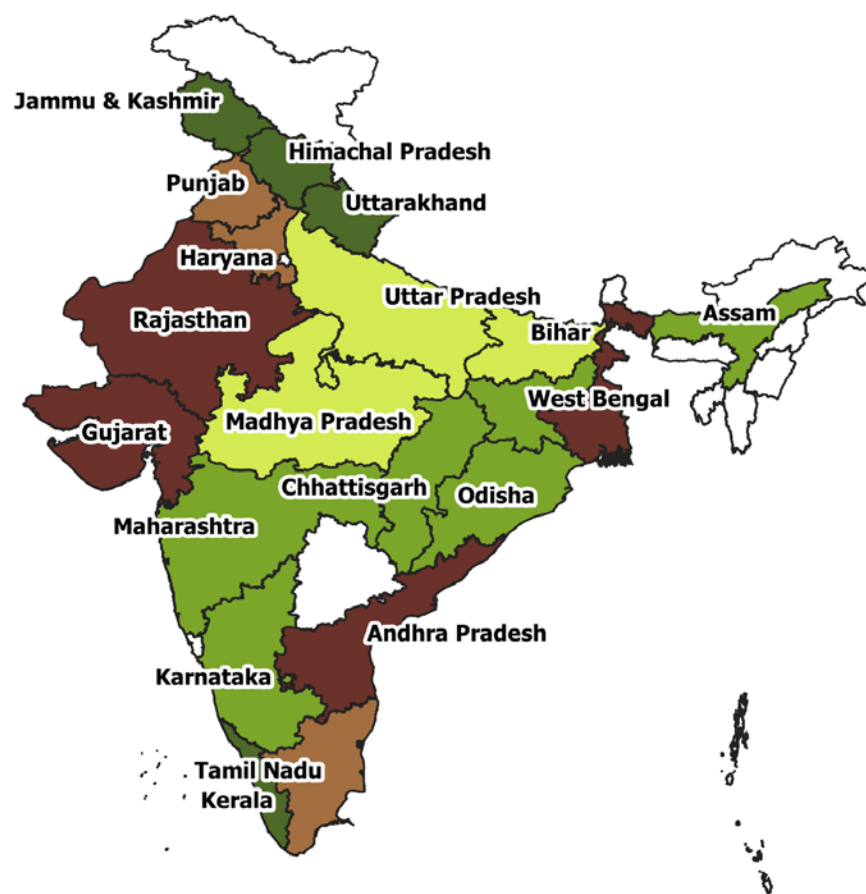 Jammu & Kashmir
Himachal Pradesh
Punjab
Uttarakhand
Haryana
Uttar Pradesh
Rajasthan
Assam
Bihar
West Bengal
Madhya Pradesh
Gujarat
Chhattisgarh
Odisha
Maharashtra
Andhra Pradesh
Karnataka
Tamil Nadu
Kerala